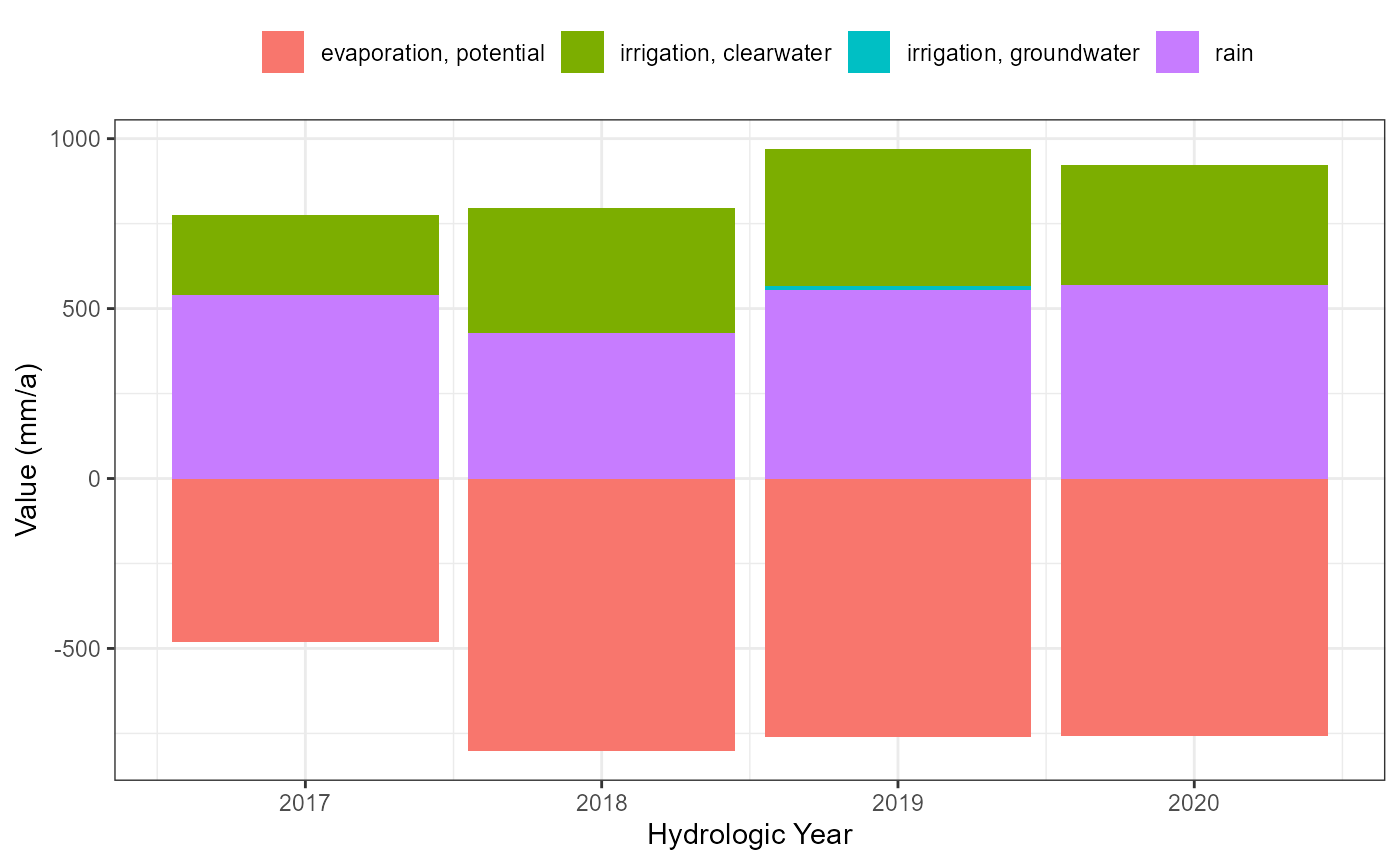 evaporation, potential irrigation, clearwater irrigation, groundwater rain
1000
500
0
-500
Value (mm/a)
2017 2018 2019 2020
Hydrologic Year